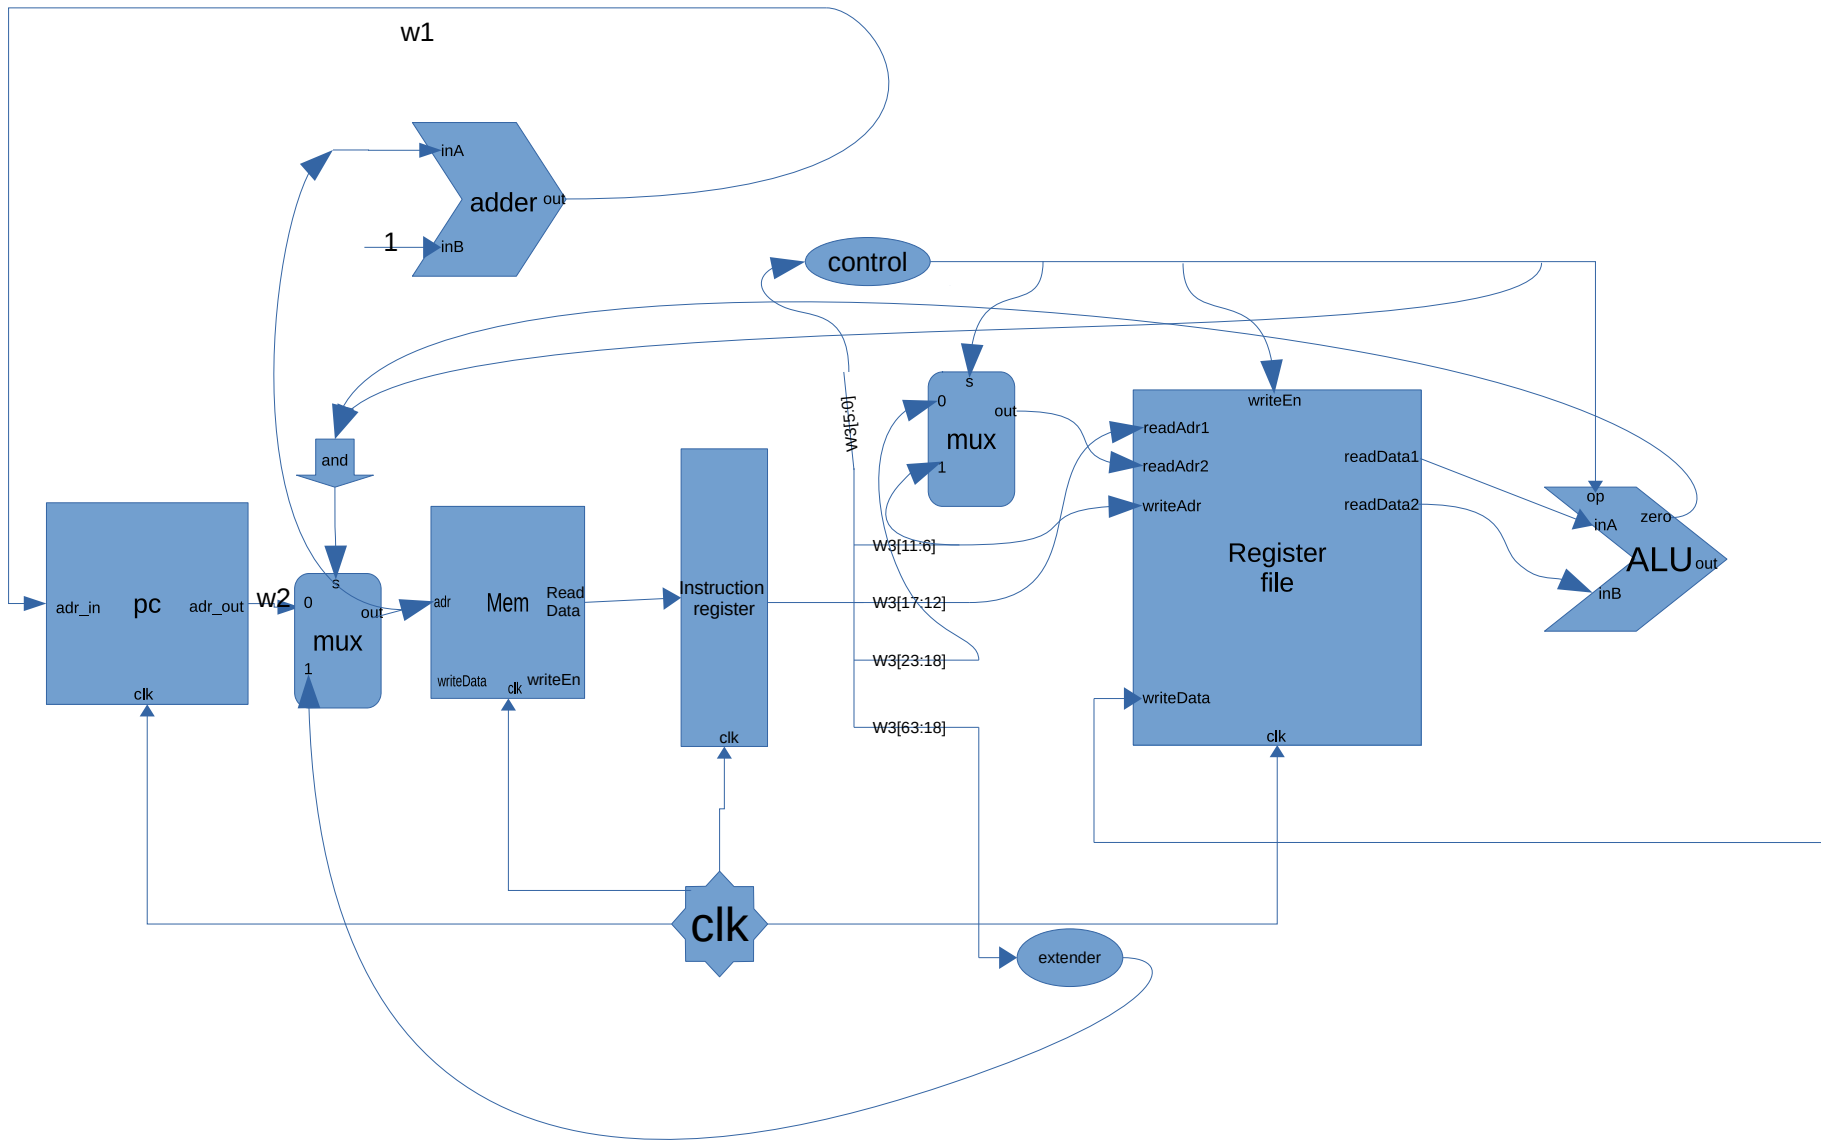 w1
inA
adder
out
1
inB
control
s
0
out
mux
1
W3[5:0]
writeEn
readAdr1
readAdr2
writeAdr
readData1
readData2
Register
file
writeData
clk
op
inA
zero
ALU
out
inB
and
adr_in
pc
adr_out
clk
w2
s
0
out
mux
1
adr
Mem
Read
Data
writeData
clk
writeEn
Instruction
register
clk
W3[11:6]
W3[17:12]
W3[23:18]
W3[63:18]
clk
extender